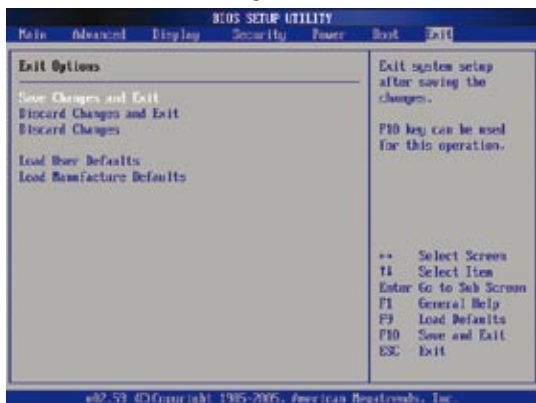 BIOS SETUP UTILITY
Main Advanced Display Security Power Boot Exit
Exit Options
Save Changes and Exit
Discard Changes and Exit
Discard Changes
Load User Defaults
Load Manufacture Defaults
Exit system setup
after saving the
changes.
F10 key can be used
for this operation.
↔ Select Screen
↑↓ Select Item
Enter Go to Sub Screen
F1 General Help
F9 Load Defaults
F10 Save and Exit
ESC Exit
v02.59 (C)Copyright 1985-2005, American Megatrends, Inc.